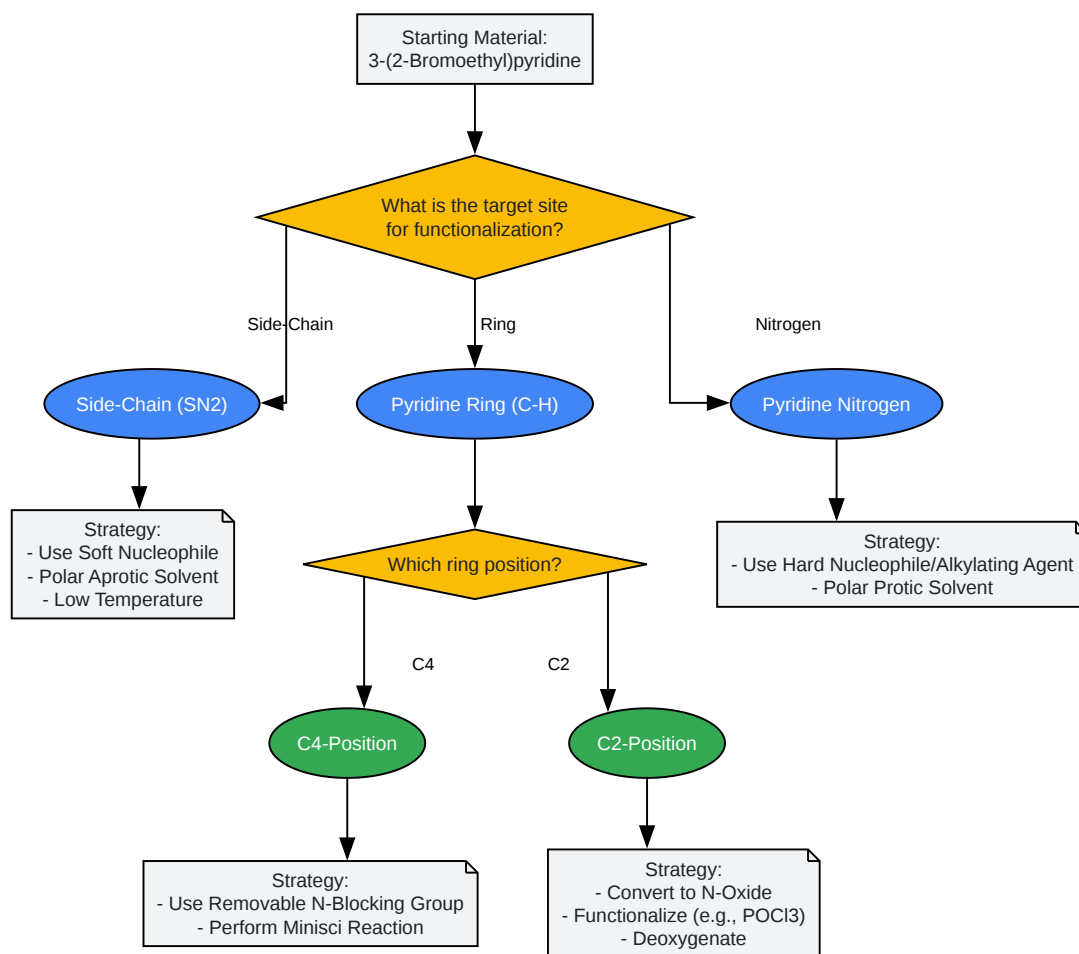 Starting Material:
3-(2-Bromoethyl)pyridine
What is the target site
for functionalization?
Side-Chain
Ring
Nitrogen
Side-Chain (SN2)
Pyridine Ring (C-H)
Pyridine Nitrogen
Strategy:
- Use Soft Nucleophile
- Polar Aprotic Solvent
- Low Temperature
Which ring position?
Strategy:
- Use Hard Nucleophile/Alkylating Agent
- Polar Protic Solvent
C4
C2
C4-Position
C2-Position
Strategy:
- Use Removable N-Blocking Group
- Perform Minisci Reaction
Strategy:
- Convert to N-Oxide
- Functionalize (e.g., POCl3)
- Deoxygenate